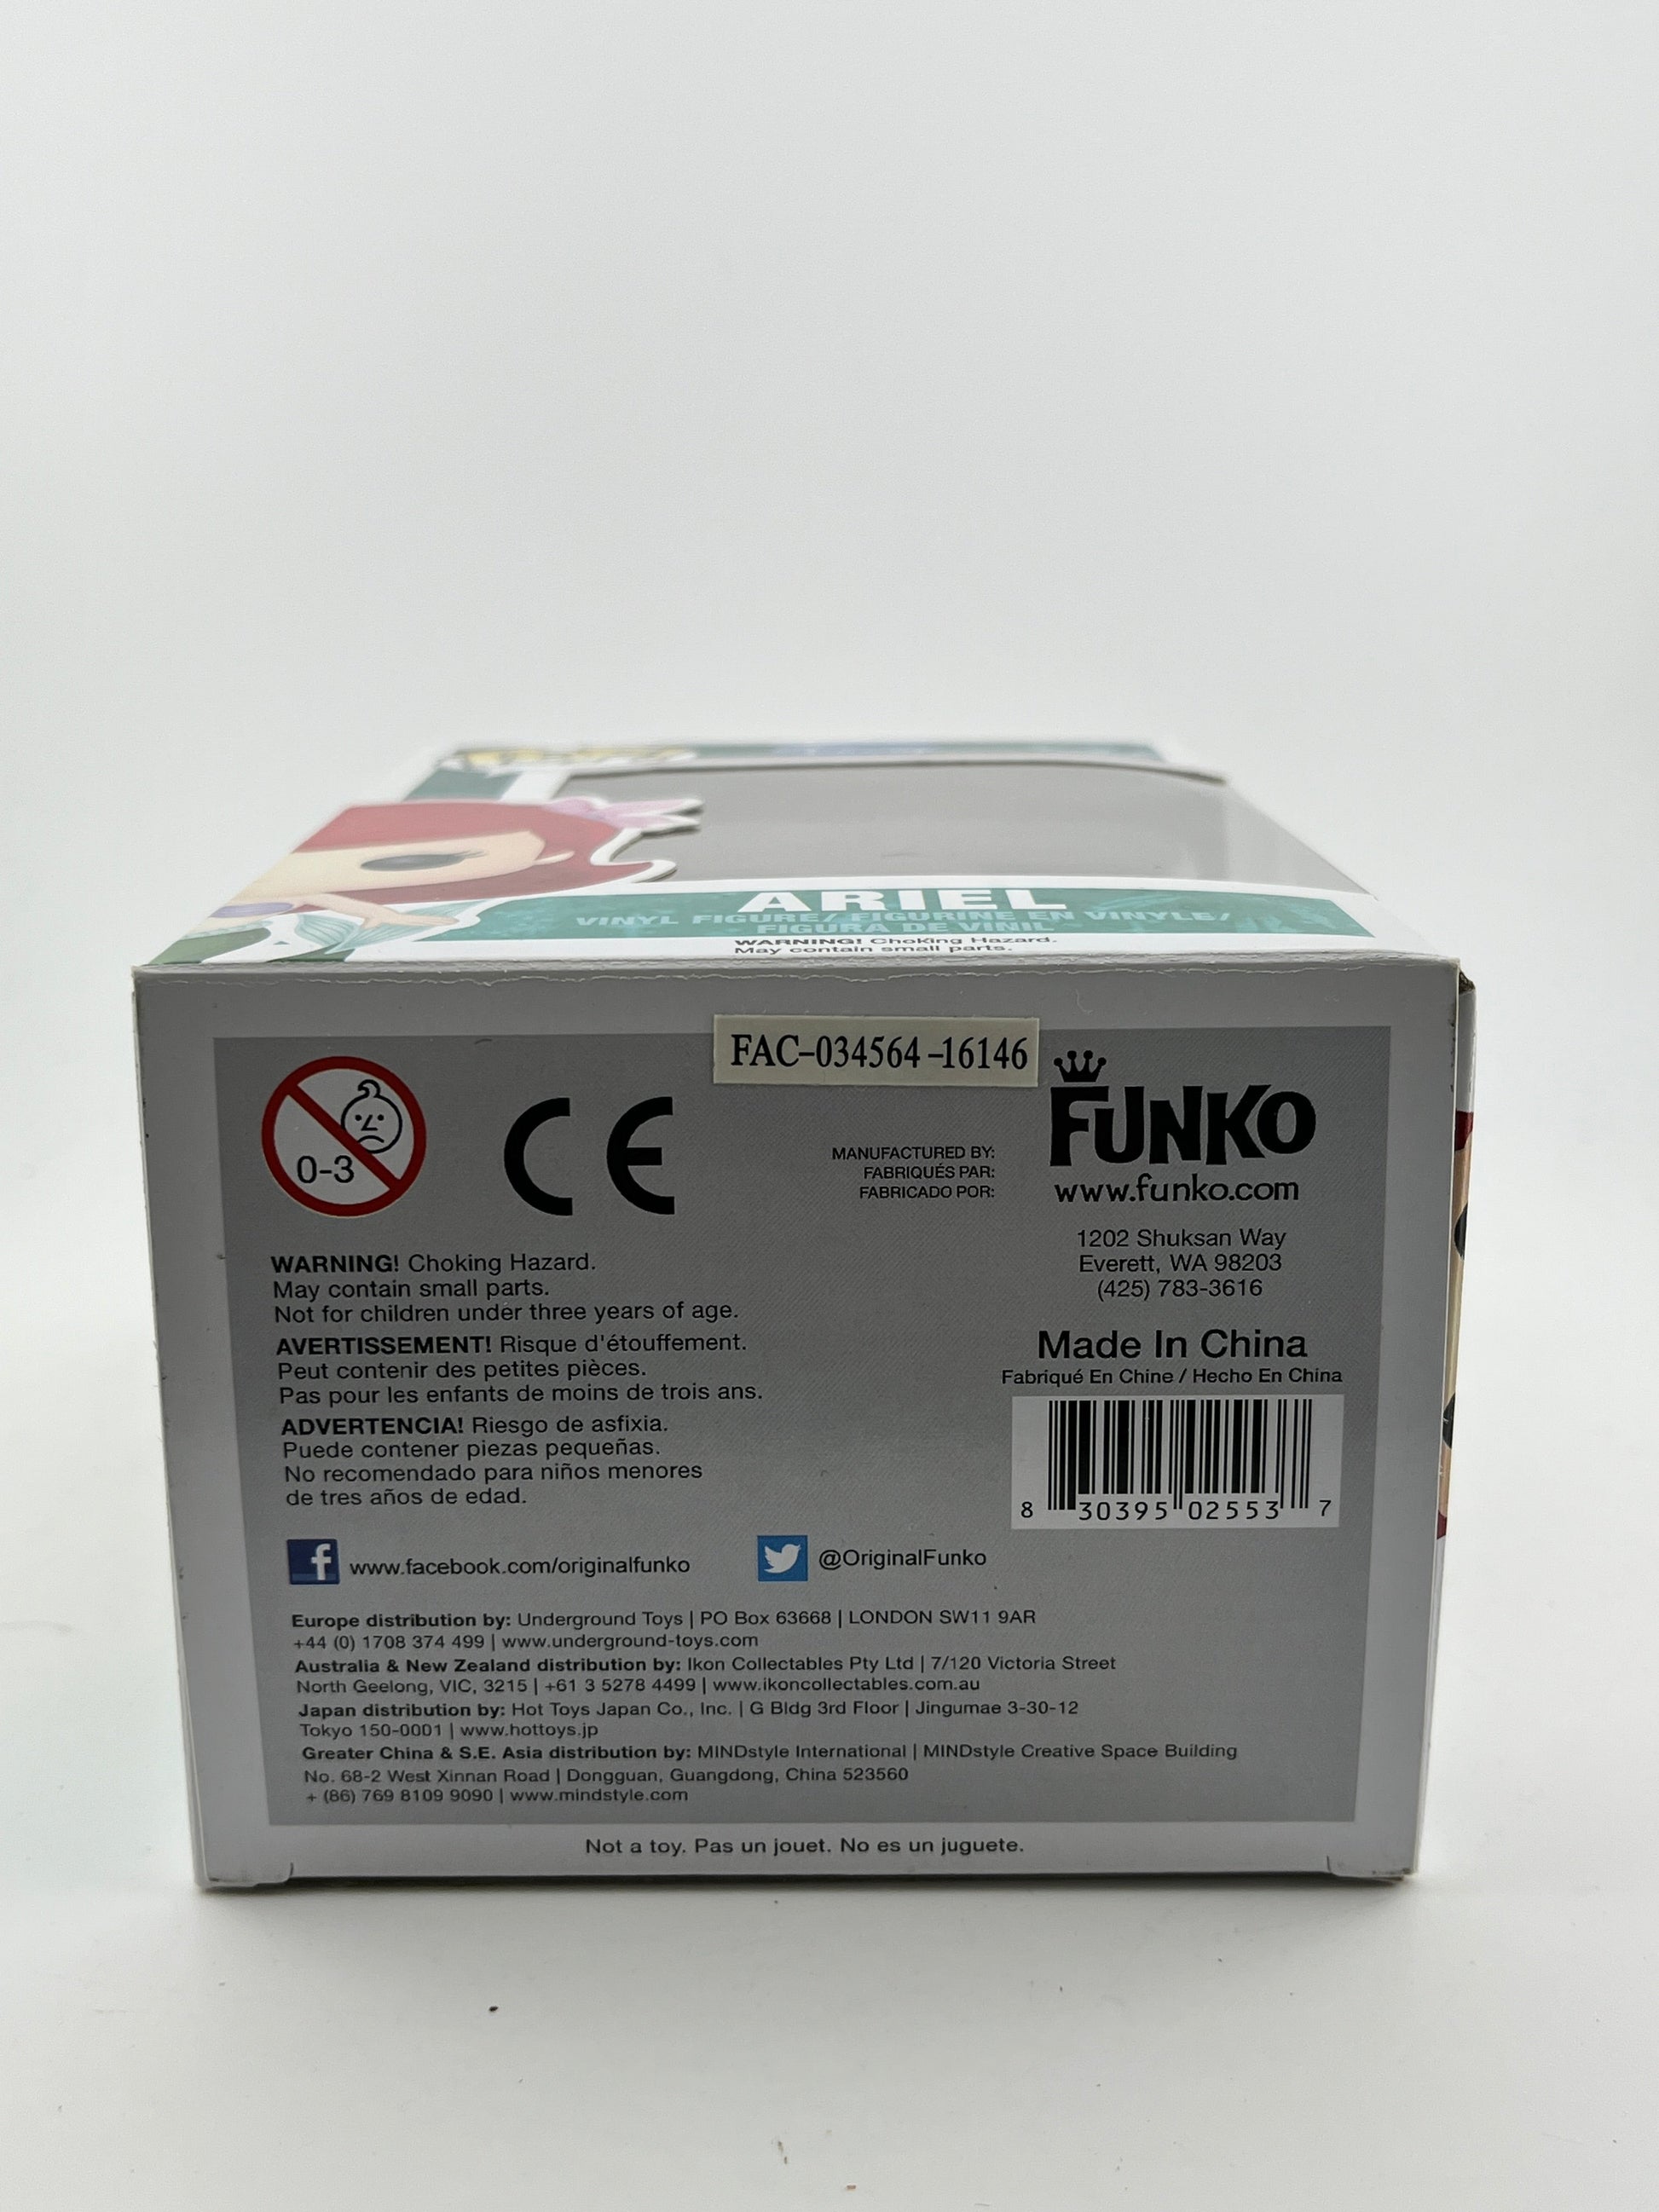 ARIEL
VINYL FIGURE/ FIGURINE EN VINYLE/
FIGURA DE VINIL
WARNING! Choking Hazard.
May contain small parts.
FAC-034564-16146
0-3
CE
MANUFACTURED BY:
FABRIQUÉS PAR:
FABRICADO POR:
FUNKO
www.funko.com
1202 Shuksan Way
Everett, WA 98203
(425) 783-3616
Made In China
Fabriqué En Chine / Hecho En China
8 30395 02553 7
WARNING! Choking Hazard.
May contain small parts.
Not for children under three years of age.
AVERTISSEMENT! Risque d'étouffement.
Peut contenir des petites pièces.
Pas pour les enfants de moins de trois ans.
ADVERTENCIA! Riesgo de asfixia.
Puede contener piezas pequeñas.
No recomendado para niños menores
de tres años de edad.
f www.facebook.com/originalfunko
@OriginalFunko
Europe distribution by: Underground Toys | PO Box 63668 | LONDON SW11 9AR
+44 (0) 1708 374 499 | www.underground-toys.com
Australia & New Zealand distribution by: Ikon Collectables Pty Ltd | 7/120 Victoria Street
North Geelong, VIC, 3215 | +61 3 5278 4499 | www.ikoncollectables.com.au
Japan distribution by: Hot Toys Japan Co., Inc. | G Bldg 3rd Floor | Jingumae 3-30-12
Tokyo 150-0001 | www.hottoys.jp
Greater China & S.E. Asia distribution by: MINDstyle International | MINDstyle Creative Space Building
No. 68-2 West Xinnan Road | Dongguan, Guangdong, China 523560
+ (86) 769 8109 9090 | www.mindstyle.com
Not a toy. Pas un jouet. No es un juguete.